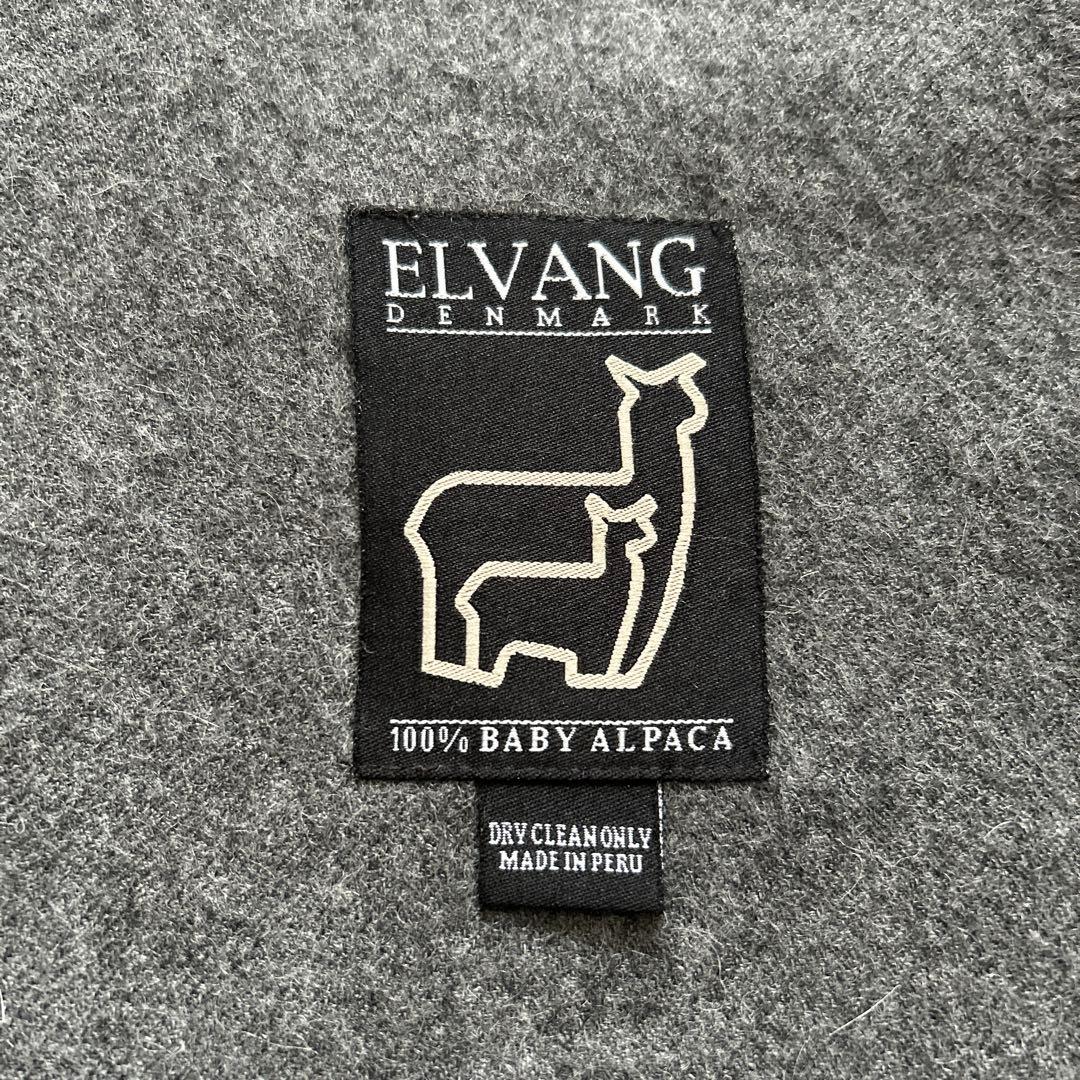 ELVANG
DENMARK
100% BABY ALPACA
DRY CLEAN ONLY
MADE IN PERU